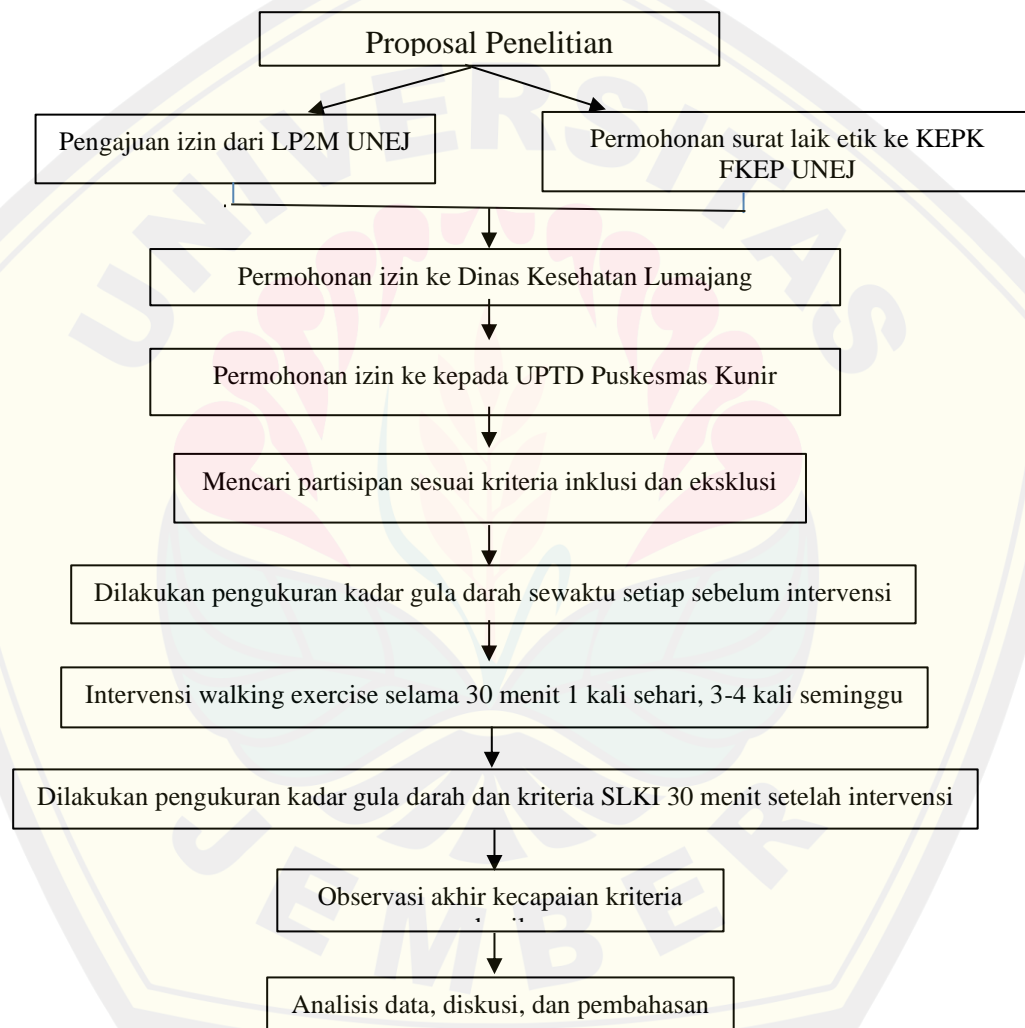 Proposal Penelitian
Pengajuan izin dari LP2M UNEJ
Permohonan surat laik etik ke KEPK
FKEP UNEJ
Permohonan izin ke Dinas Kesehatan Lumajang
Permohonan izin ke kepada UPTD Puskesmas Kunir
Mencari partisipan sesuai kriteria inklusi dan eksklusi
Dilakukan pengukuran kadar gula darah sewaktu setiap sebelum intervensi
Intervensi walking exercise selama 30 menit 1 kali sehari, 3-4 kali seminggu
Dilakukan pengukuran kadar gula darah dan kriteria SLKI 30 menit setelah intervensi
Observasi akhir kecapaian kriteria
Analisis data, diskusi, dan pembahasan
UNIVERSITAS
JEMBER